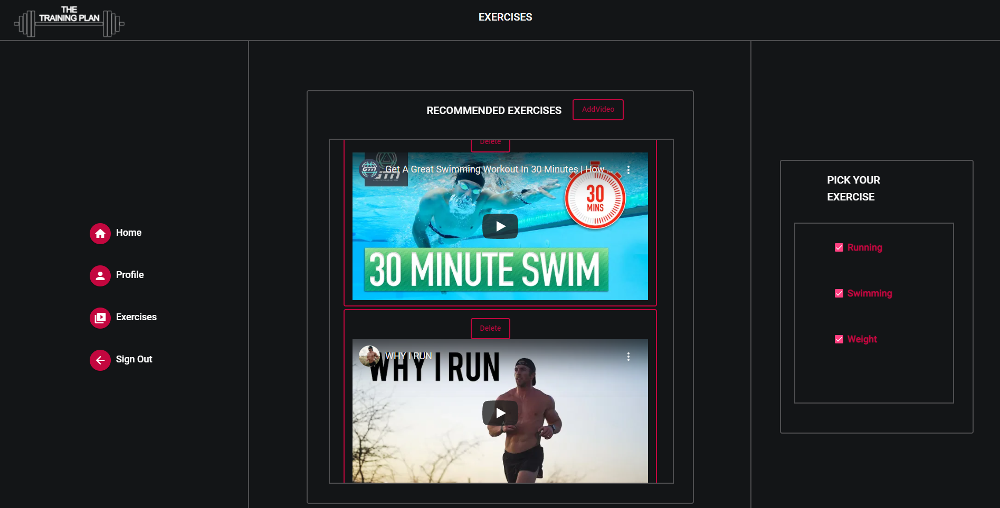 THE
TRAINING PLAN
EXERCISES
Home
Profile
Exercises
Sign Out
RECOMMENDED EXERCISES
AddVideo
Delete
GTN
Get A Great Swimming Workout In 30 Minutes | How ...
30
MINS
30 MINUTE SWIM
Delete
WHY I RUN
WHY I RUN
PICK YOUR
EXERCISE
Running
Swimming
Weight